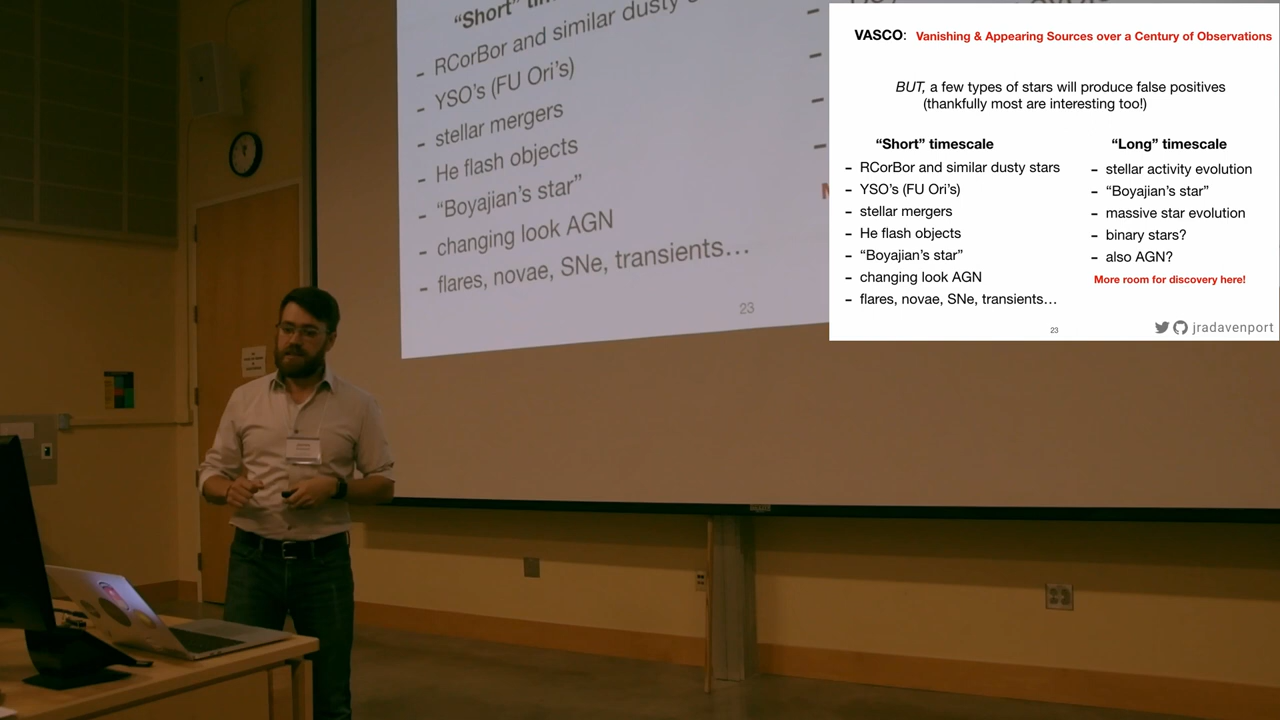 “Short” tim
RCorBor and similar dusty s
- YSO’s (FU Ori’s)
- stellar mergers
- He flash objects
- “Boyajian’s star”
- changing look AGN
- flares, novae, SNe, transients…
23
VASCO: Vanishing & Appearing Sources over a Century of Observations
BUT, a few types of stars will produce false positives
(thankfully most are interesting too!)
“Short” timescale
- RCorBor and similar dusty stars
- YSO’s (FU Ori’s)
- stellar mergers
- He flash objects
- “Boyajian’s star”
- changing look AGN
- flares, novae, SNe, transients…
“Long” timescale
- stellar activity evolution
- “Boyajian’s star”
- massive star evolution
- binary stars?
- also AGN?
More room for discovery here!
23
jradavenport